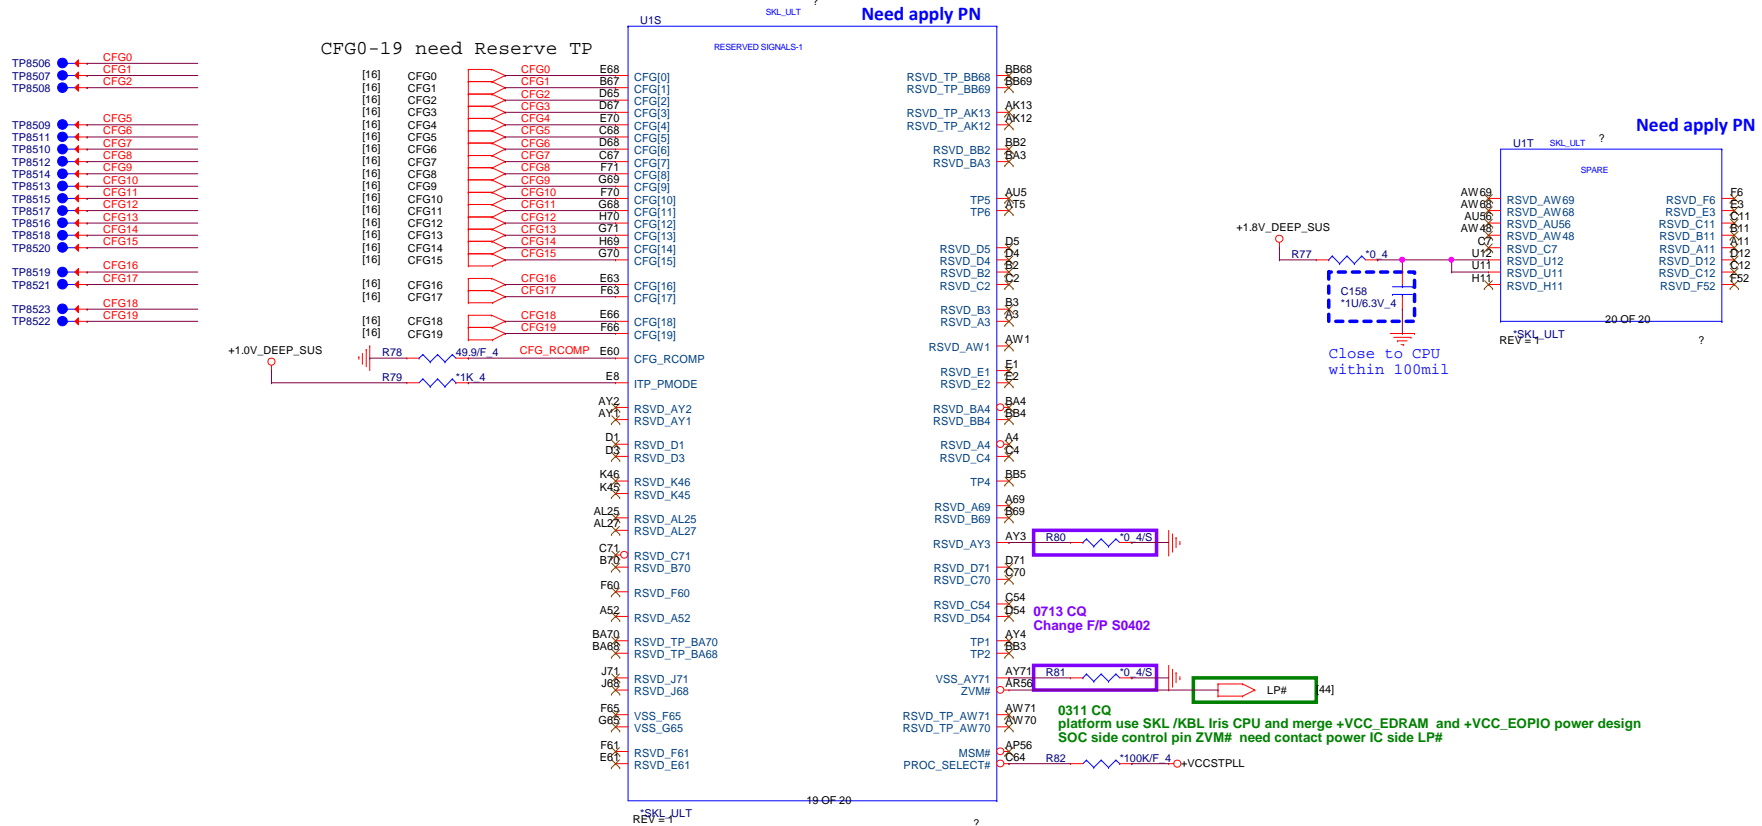 ?
SKL_ULT
Need apply PN
U1S
RESERVED SIGNALS-1
CFG0-19 need Reserve TP
TP8506 CFG0
TP8507 CFG1
TP8508 CFG2
TP8509 CFG5
TP8511 CFG6
TP8510 CFG7
TP8512 CFG8
TP8514 CFG9
TP8513 CFG10
TP8515 CFG11
TP8517 CFG12
TP8516 CFG13
TP8518 CFG14
TP8520 CFG15
TP8519 CFG16
TP8521 CFG17
TP8523 CFG18
TP8522 CFG19
[16] CFG0 CFG0 E68 CFG[0]
[16] CFG1 CFG1 B67 CFG[1]
[16] CFG2 CFG2 D65 CFG[2]
[16] CFG3 CFG3 D67 CFG[3]
[16] CFG4 CFG4 E70 CFG[4]
[16] CFG5 CFG5 C68 CFG[5]
[16] CFG6 CFG6 D68 CFG[6]
[16] CFG7 CFG7 C67 CFG[7]
[16] CFG8 CFG8 F71 CFG[8]
[16] CFG9 CFG9 G69 CFG[9]
[16] CFG10 CFG10 F70 CFG[10]
[16] CFG11 CFG11 G68 CFG[11]
[16] CFG12 CFG12 H70 CFG[12]
[16] CFG13 CFG13 G71 CFG[13]
[16] CFG14 CFG14 H69 CFG[14]
[16] CFG15 CFG15 G70 CFG[15]
[16] CFG16 CFG16 E63 CFG[16]
[16] CFG17 CFG17 F63 CFG[17]
[16] CFG18 CFG18 E66 CFG[18]
[16] CFG19 CFG19 F66 CFG[19]
+1.0V_DEEP_SUS
R78 49.9/F_4 CFG_RCOMP E60 CFG_RCOMP
R79 *1K_4 E8 ITP_PMODE
AY2 RSVD_AY2
AY1 RSVD_AY1
D1 RSVD_D1
D3 RSVD_D3
K46 RSVD_K46
K45 RSVD_K45
AL25 RSVD_AL25
AL27 RSVD_AL27
C71 RSVD_C71
B70 RSVD_B70
F60 RSVD_F60
A52 RSVD_A52
BA70 RSVD_TP_BA70
BA68 RSVD_TP_BA68
J71 RSVD_J71
J68 RSVD_J68
F65 VSS_F65
G65 VSS_G65
F61 RSVD_F61
E61 RSVD_E61
RSVD_TP_BB68 BB68
RSVD_TP_BB69 BB69
RSVD_TP_AK13 AK13
RSVD_TP_AK12 AK12
RSVD_BB2 BB2
RSVD_BA3 BA3
TP5 AU5
TP6 AT5
RSVD_D5 D5
RSVD_D4 D4
RSVD_B2 B2
RSVD_C2 C2
RSVD_B3 B3
RSVD_A3 A3
RSVD_AW1 AW1
RSVD_E1 E1
RSVD_E2 E2
RSVD_BA4 BA4
RSVD_BB4 BB4
RSVD_A4 A4
RSVD_C4 C4
TP4 BB5
RSVD_A69 A69
RSVD_B69 B69
RSVD_AY3 AY3 R80 *0_4/S
RSVD_D71 D71
RSVD_C70 C70
RSVD_C54 C54
RSVD_D54 D54
0713 CQ
Change F/P S0402
TP1 AY4
TP2 BB3
VSS_AY71 AY71 R81 *0_4/S
ZVM# AR56 LP# [44]
RSVD_TP_AW71 AW71
RSVD_TP_AW70 AW70
0311 CQ
platform use SKL /KBL Iris CPU and merge +VCC_EDRAM and +VCC_EOPIO power design
SOC side control pin ZVM# need contact power IC side LP#
MSM# AP56
PROC_SELECT# C64 R82 *100K/F_4 +VCCSTPLL
19 OF 20
*SKL_ULT
REV = 1
?
Need apply PN
U1T SKL_ULT ?
SPARE
AW69 RSVD_AW69 RSVD_F6 F6
AW68 RSVD_AW68 RSVD_E3 E3
AU56 RSVD_AU56 RSVD_C11 C11
AW48 RSVD_AW48 RSVD_B11 B11
C7 RSVD_C7 RSVD_A11 A11
U12 RSVD_U12 RSVD_D12 D12
U11 RSVD_U11 RSVD_C12 C12
H11 RSVD_H11 RSVD_F52 F52
+1.8V_DEEP_SUS
R77 *0_4
C158
*1U/6.3V_4
Close to CPU
within 100mil
20 OF 20
*SKL_ULT
REV = 1
?